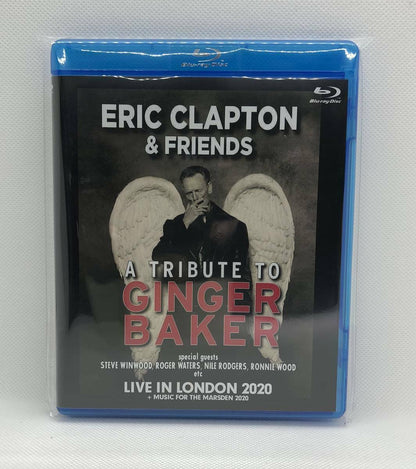 Blu-ray Disc
Blu-ray Disc
ERIC CLAPTON
& FRIENDS
A TRIBUTE TO
GINGER
BAKER
special guests
STEVE WINWOOD, ROGER WATERS, NILE RODGERS, RONNIE WOOD
etc
LIVE IN LONDON 2020
+ MUSIC FOR THE MARSDEN 2020